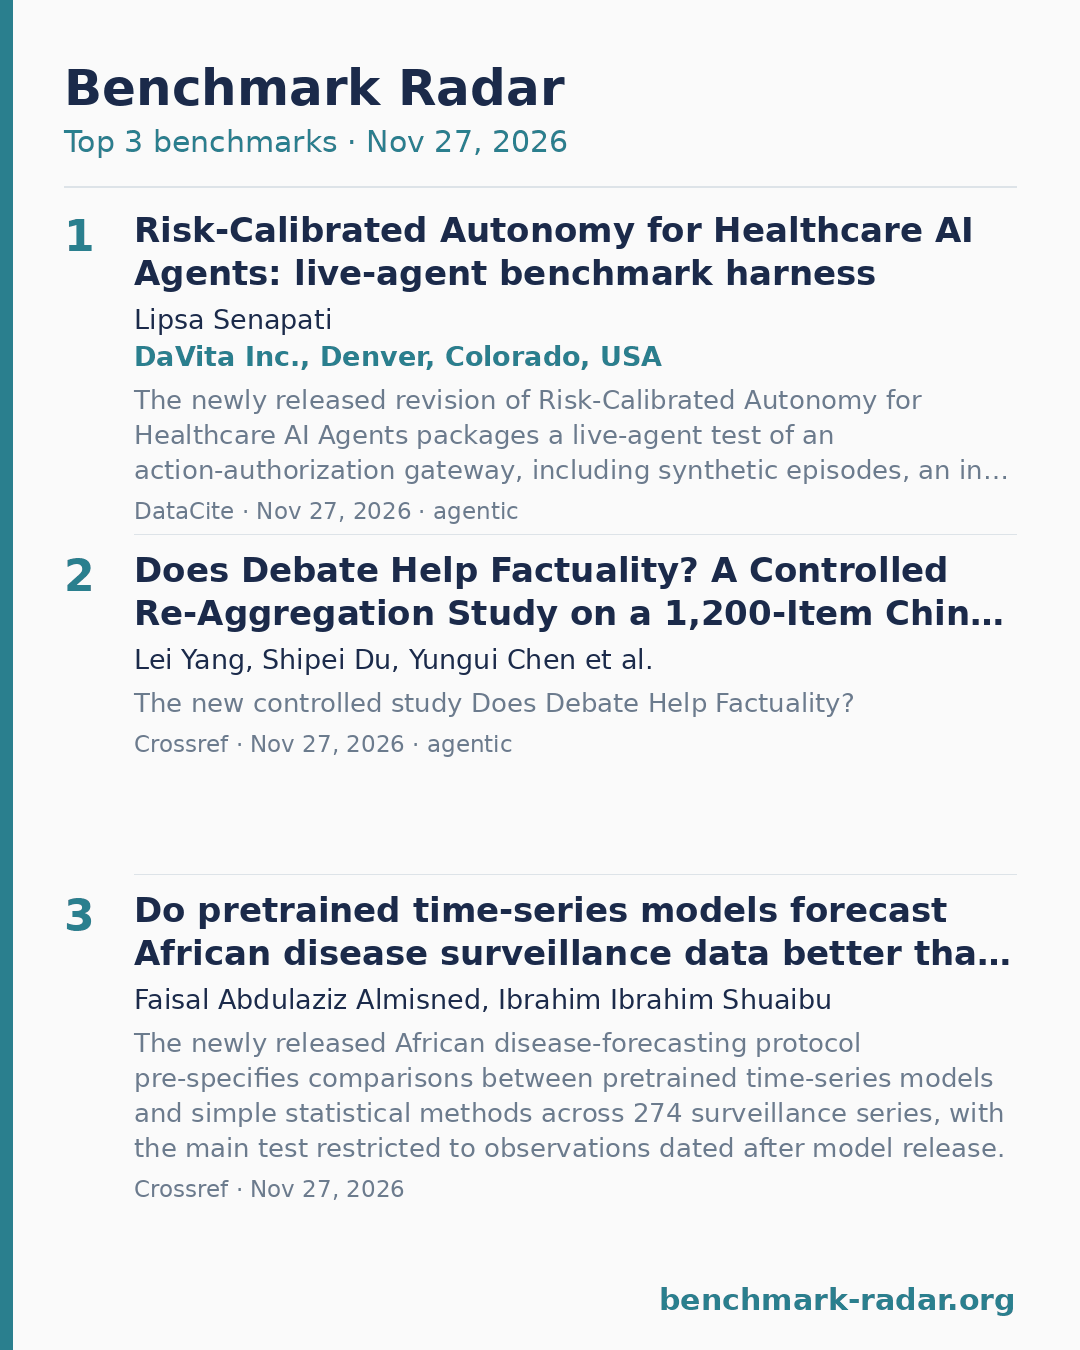 Benchmark Radar
Top 3 benchmarks · Nov 27, 2026
1
Risk-Calibrated Autonomy for Healthcare AI
Agents: live-agent benchmark harness
Lipsa Senapati
DaVita Inc., Denver, Colorado, USA
The newly released revision of Risk-Calibrated Autonomy for
Healthcare AI Agents packages a live-agent test of an
action-authorization gateway, including synthetic episodes, an in…
DataCite · Nov 27, 2026 · agentic
2
Does Debate Help Factuality? A Controlled
Re-Aggregation Study on a 1,200-Item Chin…
Lei Yang, Shipei Du, Yungui Chen et al.
The new controlled study Does Debate Help Factuality?
Crossref · Nov 27, 2026 · agentic
3
Do pretrained time-series models forecast
African disease surveillance data better tha…
Faisal Abdulaziz Almisned, Ibrahim Ibrahim Shuaibu
The newly released African disease-forecasting protocol
pre-specifies comparisons between pretrained time-series models
and simple statistical methods across 274 surveillance series, with
the main test restricted to observations dated after model release.
Crossref · Nov 27, 2026
benchmark-radar.org